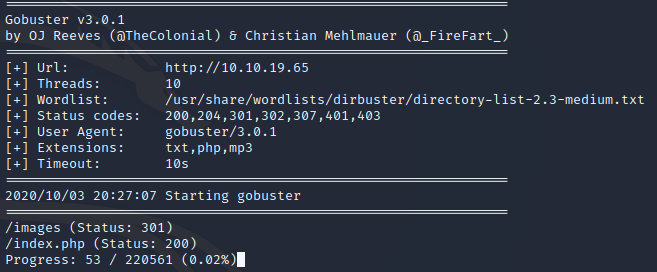 ===============================================================
Gobuster v3.0.1
by OJ Reeves (@TheColonial) & Christian Mehlmauer (@_FireFart_)
===============================================================
[+] Url:            http://10.10.19.65
[+] Threads:        10
[+] Wordlist:       /usr/share/wordlists/dirbuster/directory-list-2.3-medium.txt
[+] Status codes:   200,204,301,302,307,401,403
[+] User Agent:     gobuster/3.0.1
[+] Extensions:     txt,php,mp3
[+] Timeout:        10s
===============================================================
2020/10/03 20:27:07 Starting gobuster
===============================================================
/images (Status: 301)
/index.php (Status: 200)
Progress: 53 / 220561 (0.02%)